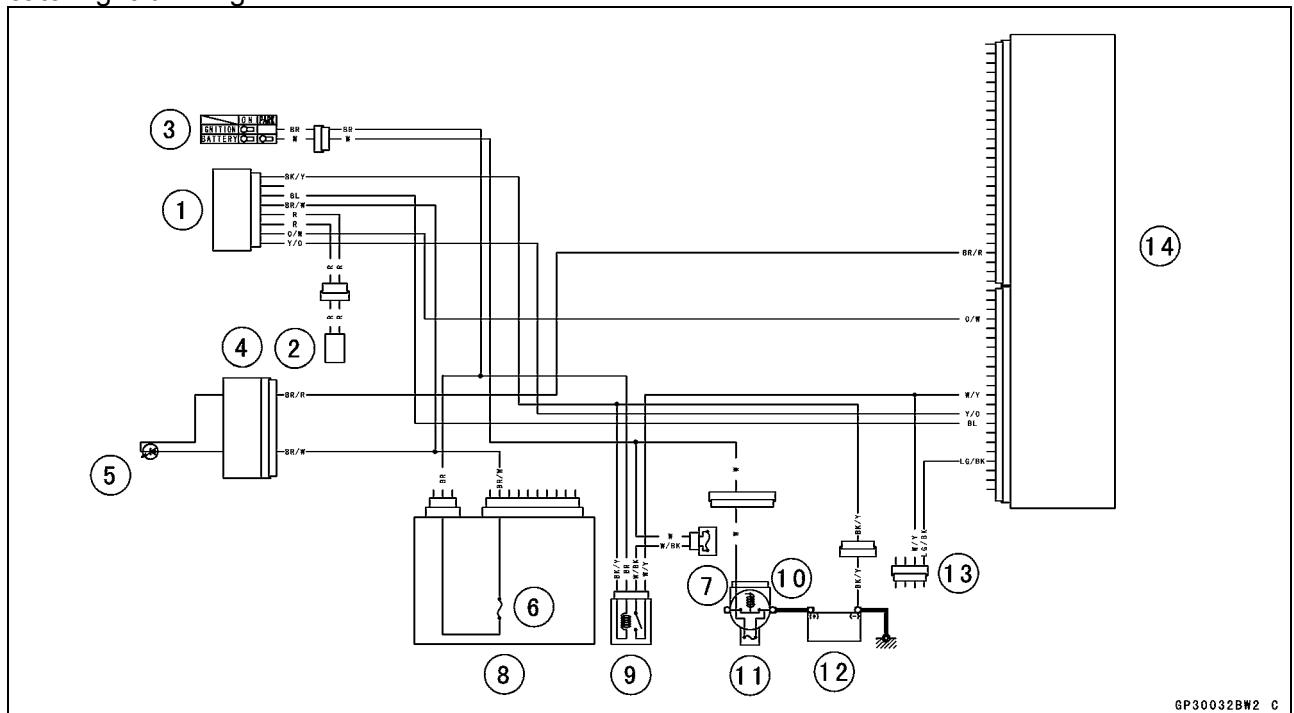 ON PARK
IGNITION
BATTERY
BR BR
W W
3
BK/Y
BL
BR/W
R
R
O/W
Y/O
1
R R
R R
2
4
BR/R
BR/W
5
BR/R
O/W
W/Y
Y/O
BL
LG/BK
14
BR
BR/W
6
8
W
W/BK
7
BK/Y
BR
W/BK
W/Y
9
W
W
10
11
BK/Y
BK/Y
(+) (-)
12
W/Y
LG/BK
13
GP30032BW2 C